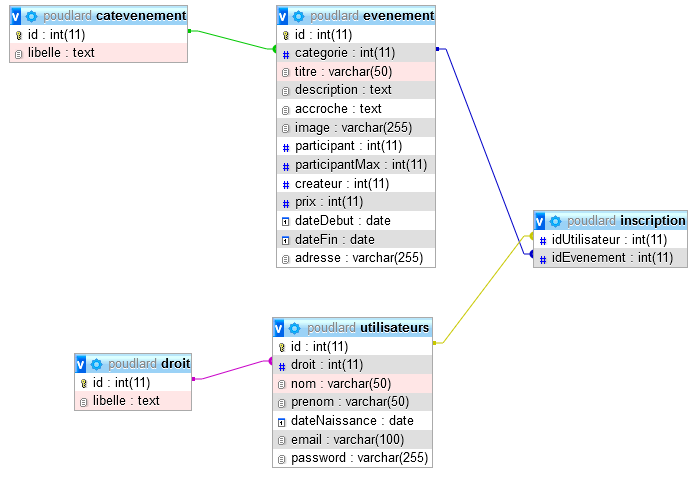 poudlard catevenement
id : int(11)
libelle : text
poudlard evenement
id : int(11)
categorie : int(11)
titre : varchar(50)
description : text
accroche : text
image : varchar(255)
participant : int(11)
participantMax : int(11)
createur : int(11)
prix : int(11)
dateDebut : date
dateFin : date
adresse : varchar(255)
poudlard inscription
idUtilisateur : int(11)
idEvenement : int(11)
poudlard utilisateurs
id : int(11)
droit : int(11)
nom : varchar(50)
prenom : varchar(50)
dateNaissance : date
email : varchar(100)
password : varchar(255)
poudlard droit
id : int(11)
libelle : text